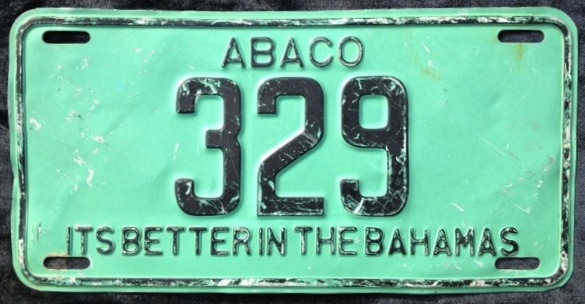 ABACO
329
ITS BETTER IN THE BAHAMAS